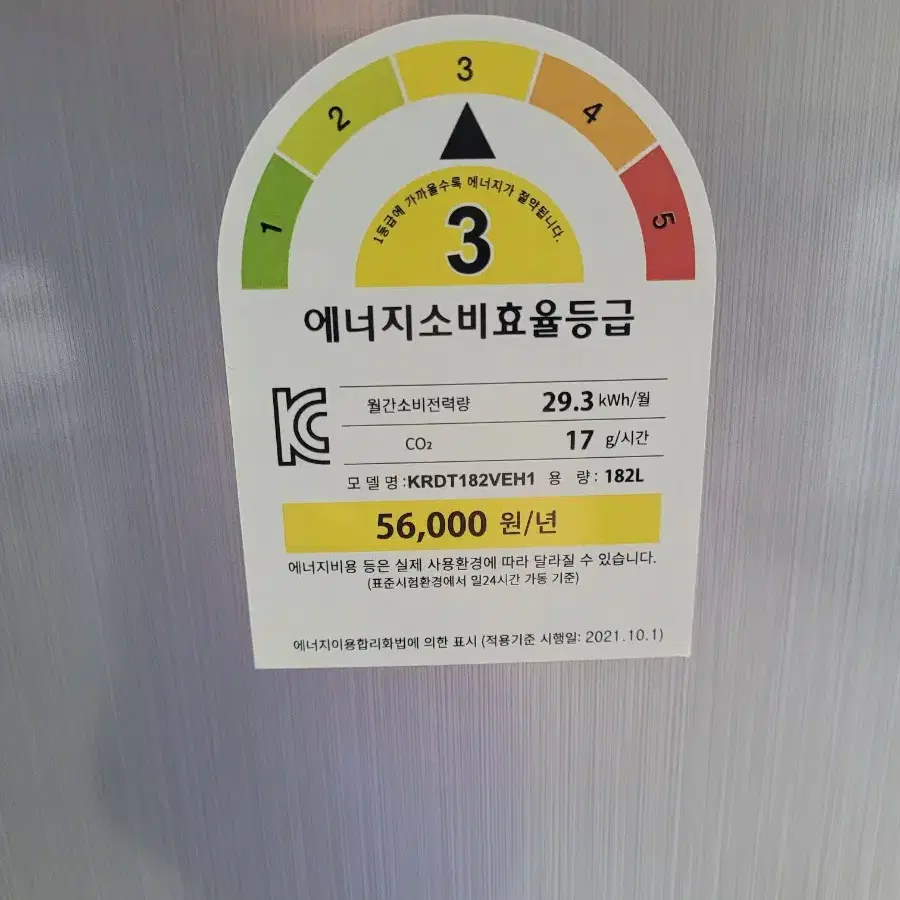 1
2
3
4
5
1등급에 가까울수록 에너지가 절약됩니다.
3
에너지소비효율등급
월간소비전력량 29.3 kWh/월
CO₂ 17 g/시간
모델명:KRDT182VEH1 용 량: 182L
56,000 원/년
에너지비용 등은 실제 사용환경에 따라 달라질 수 있습니다.
(표준시험환경에서 일24시간 가동 기준)
에너지이용합리화법에 의한 표시 (적용기준 시행일: 2021.10.1)